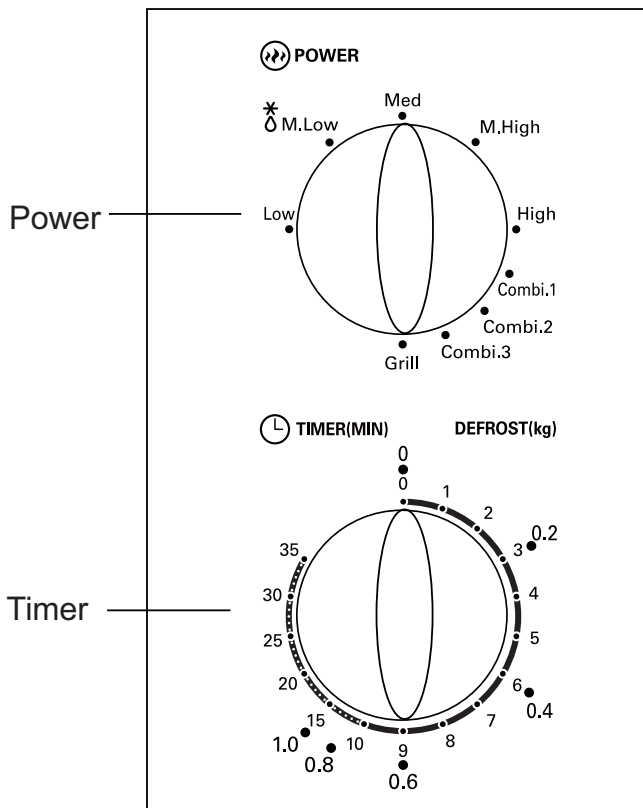 POWER
Med
M.Low
M.High
Power
Low
High
Combi.1
Combi.2
Combi.3
Grill
TIMER(MIN) DEFROST(kg)
0
0
1
2
35
3
0.2
30
4
Timer
25
5
20
6
0.4
15
7
1.0
10
9
8
0.8
0.6